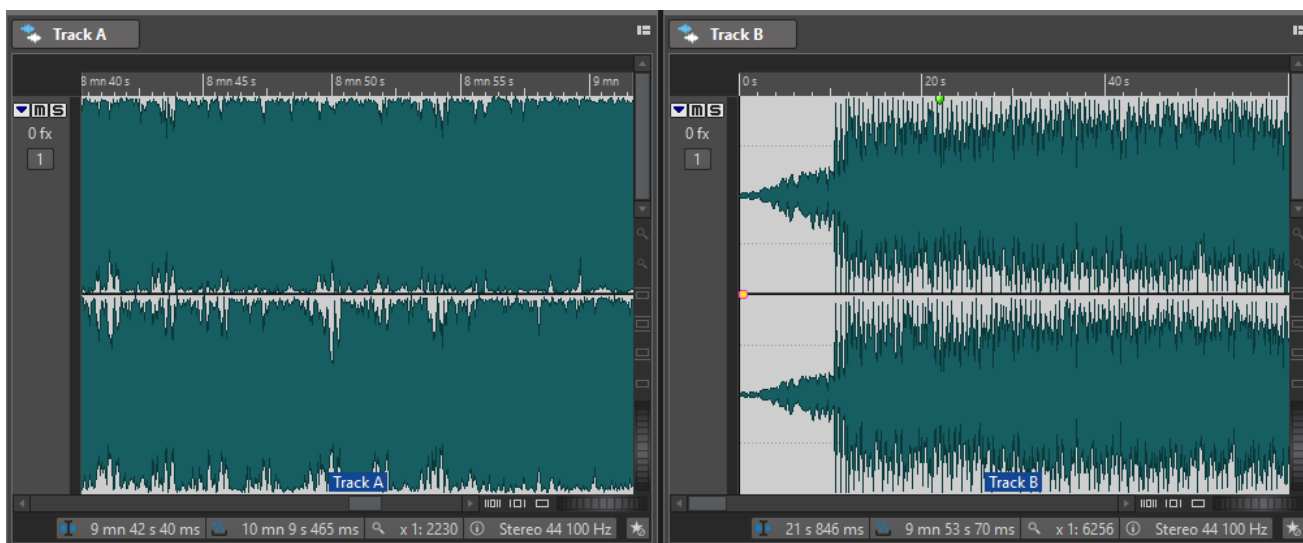 Track A
8 mn 40 s 8 mn 45 s 8 mn 50 s 8 mn 55 s 9 mn
m S
0 fx
1
Track A
9 mn 42 s 40 ms 10 mn 9 s 465 ms x 1: 2230 Stereo 44 100 Hz
Track B
0 s 20 s 40 s
m S
0 fx
1
Track B
21 s 846 ms 9 mn 53 s 70 ms x 1: 6256 Stereo 44 100 Hz